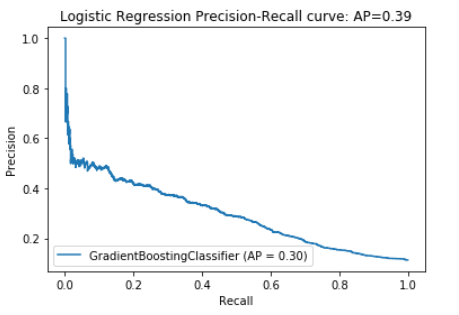 Logistic Regression Precision-Recall curve: AP=0.39
1.0
0.8
0.6
0.4
0.2
Precision
GradientBoostingClassifier (AP = 0.30)
0.0 0.2 0.4 0.6 0.8 1.0
Recall